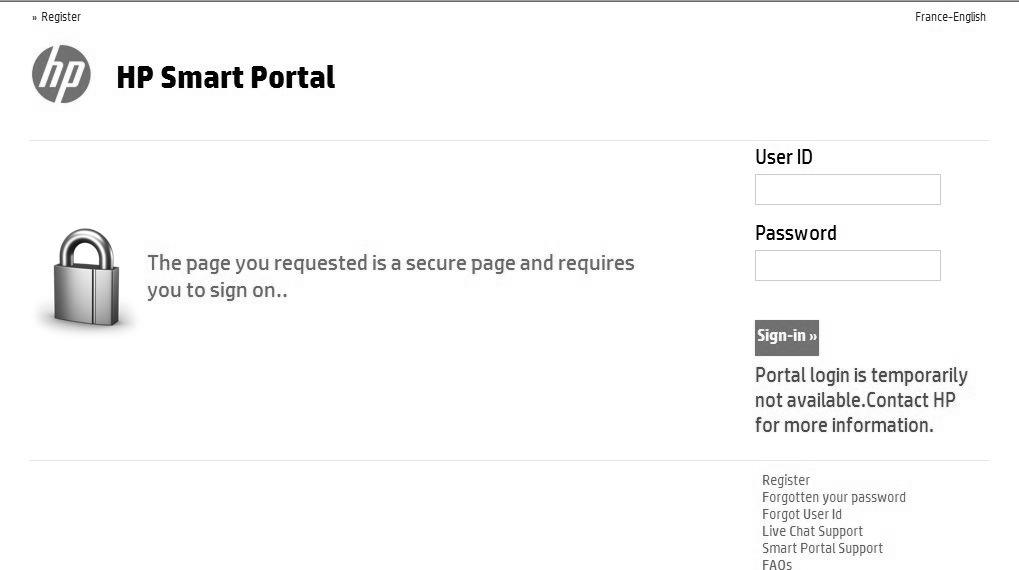 » Register
France-English
hp
HP Smart Portal
User ID
Password
The page you requested is a secure page and requires
you to sign on..
Sign-in »
Portal login is temporarily
not available.Contact HP
for more information.
Register
Forgotten your password
Forgot User Id
Live Chat Support
Smart Portal Support
FAQs